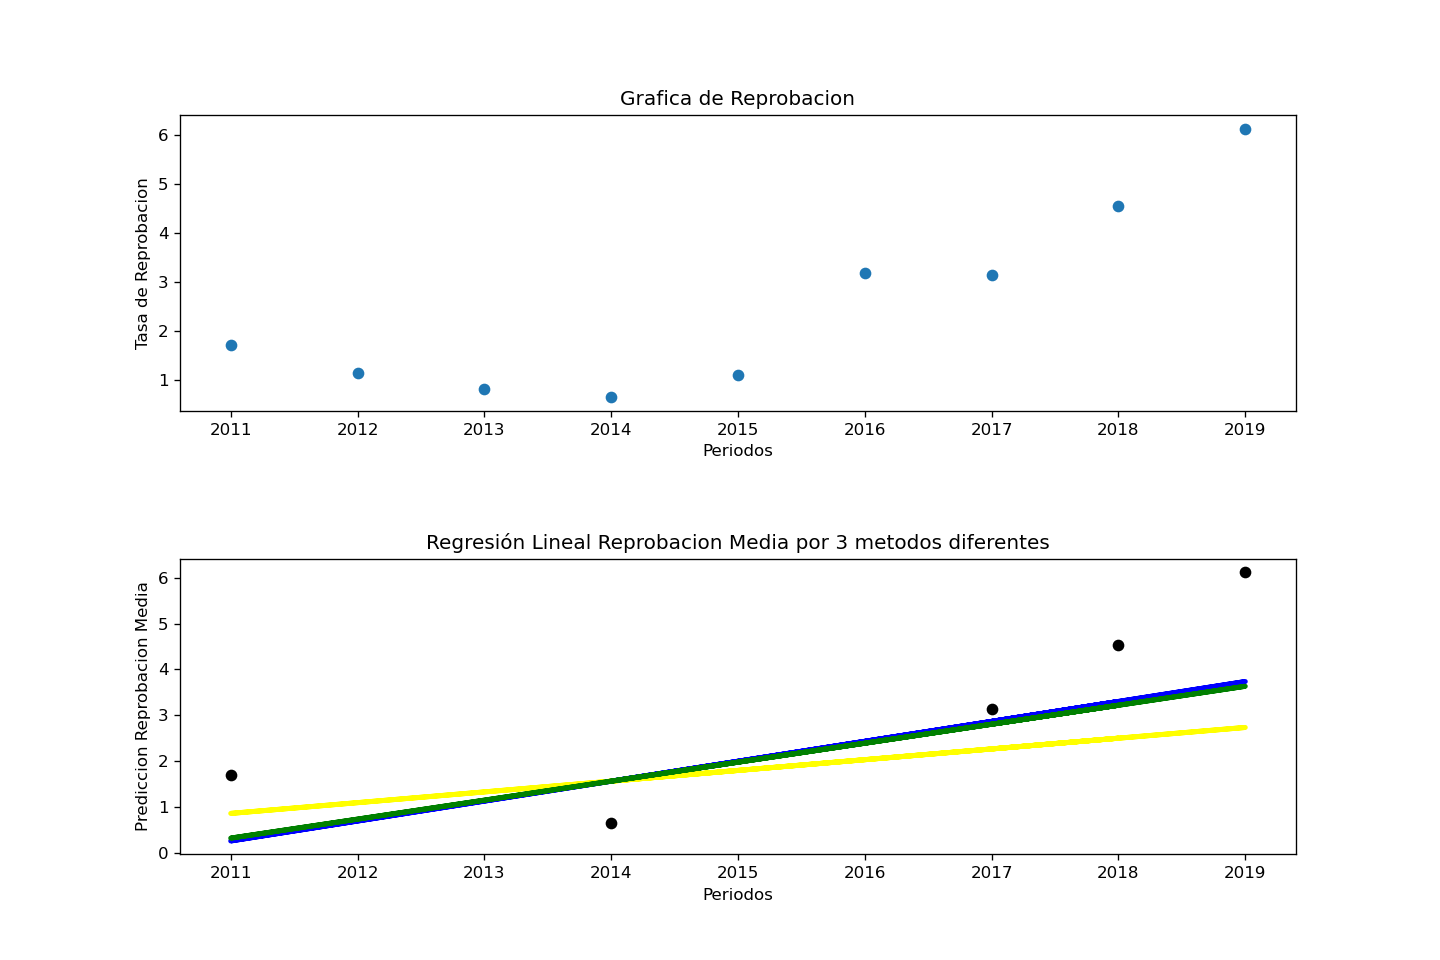 Grafica de Reprobacion
6
5
4
3
2
1
Tasa de Reprobacion
2011 2012 2013 2014 2015 2016 2017 2018 2019
Periodos
Regresión Lineal Reprobacion Media por 3 metodos diferentes
6
5
4
3
2
1
0
Prediccion Reprobacion Media
2011 2012 2013 2014 2015 2016 2017 2018 2019
Periodos